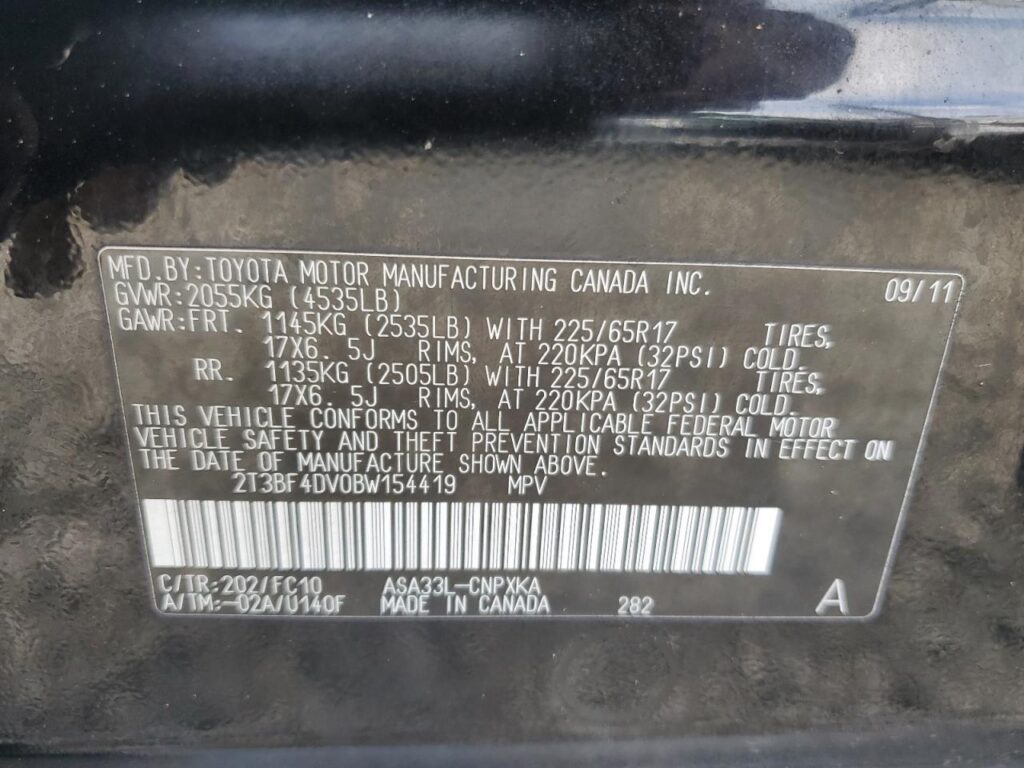 MFD.BY:TOYOTA MOTOR MANUFACTURING CANADA INC. 09/11
GVWR:2055KG (4535LB)
GAWR:FRT. 1145KG (2535LB) WITH 225/65R17 TIRES,
17X6. 5J RIMS, AT 220KPA (32PSI) COLD.
RR. 1135KG (2505LB) WITH 225/65R17 TIRES,
17X6. 5J RIMS, AT 220KPA (32PSI) COLD.
THIS VEHICLE CONFORMS TO ALL APPLICABLE FEDERAL MOTOR
VEHICLE SAFETY AND THEFT PREVENTION STANDARDS IN EFFECT ON
THE DATE OF MANUFACTURE SHOWN ABOVE.
2T3BF4DV0BW154419 MPV
C/TR:202/FC10 ASA33L-CNPXKA
A/TM:-02A/U140F MADE IN CANADA 282 A